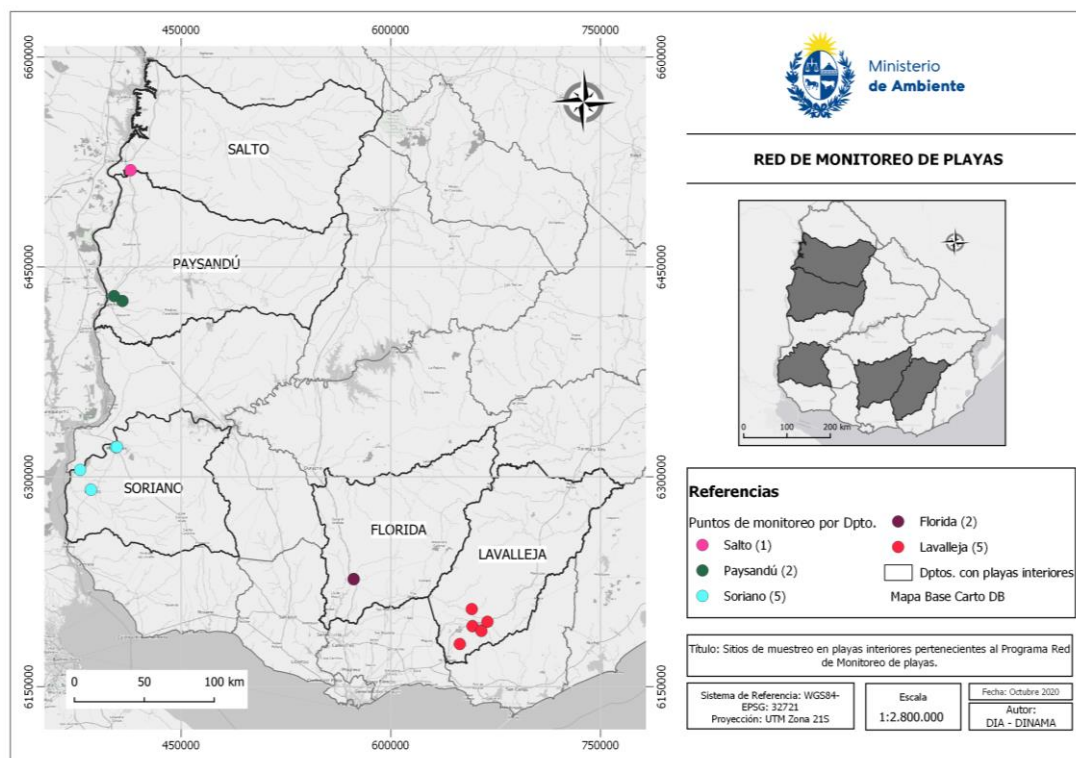 450000 600000 750000
6600000 6600000
SALTO
PAYSANDÚ
6450000 6450000
6300000 6300000
SORIANO
FLORIDA
LAVALLEJA
6150000 6150000
0 50 100 km
450000 600000 750000
Ministerio
de Ambiente
RED DE MONITOREO DE PLAYAS
0 100 200 km
Referencias
Puntos de monitoreo por Dpto.
Salto (1)
Paysandú (2)
Soriano (5)
Florida (2)
Lavalleja (5)
Dptos. con playas interiores
Mapa Base Carto DB
Título: Sitios de muestreo en playas interiores pertenecientes al Programa Red
de Monitoreo de playas.
Sistema de Referencia: WGS84-
EPSG: 32721
Proyección: UTM Zona 21S
Escala
1:2.800.000
Fecha: Octubre 2020
Autor:
DIA - DINAMA